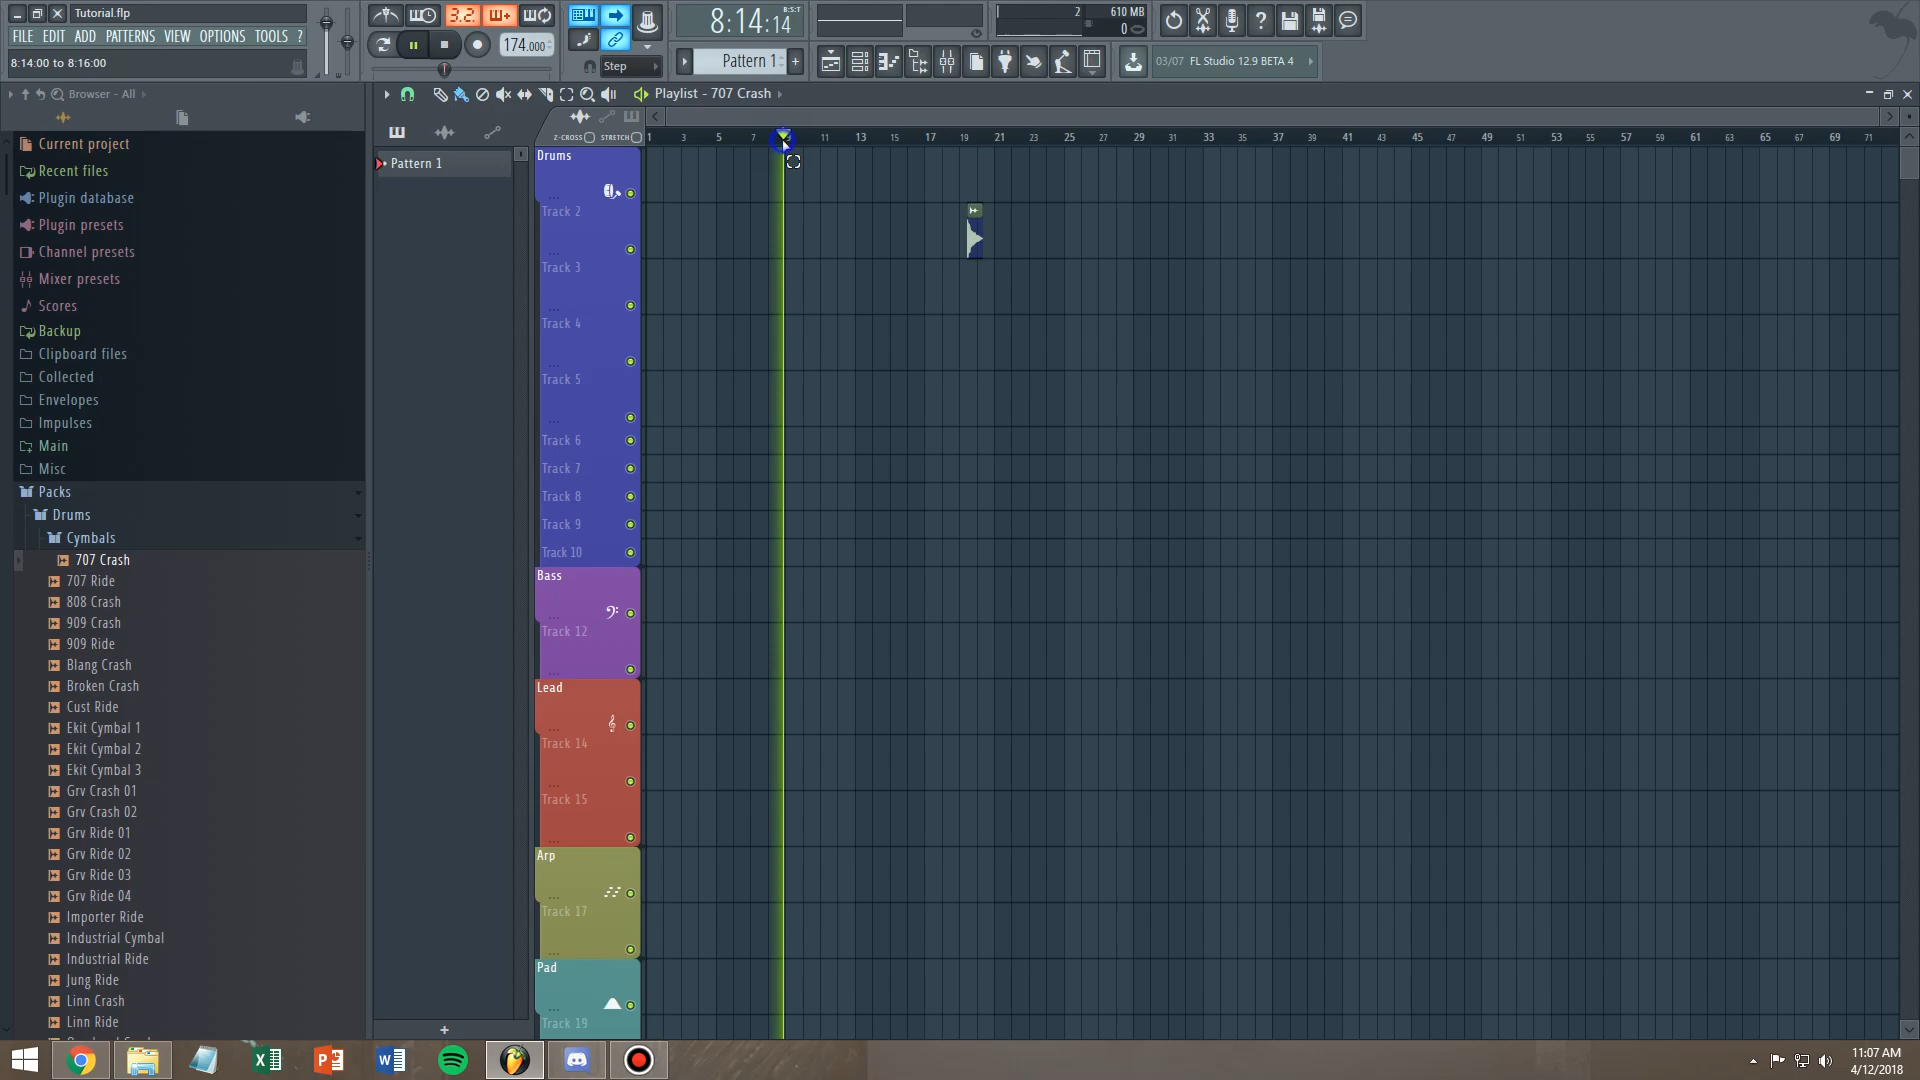 Tutorial.flp
FILE EDIT ADD PATTERNS VIEW OPTIONS TOOLS ?
8:14:00 to 8:16:00
3.2.
174.000
Step
8:14:14
B:S:T
Pattern 1
+
2
610 MB
0
03/07 FL Studio 12.9 BETA 4
Browser - All
Playlist - 707 Crash
Z-CROSS STRETCH
1 3 5 7 11 13 15 17 19 21 23 25 27 29 31 33 35 37 39 41 43 45 47 49 51 53 55 57 59 61 63 65 67 69 71
Current project
Recent files
Plugin database
Plugin presets
Channel presets
Mixer presets
Scores
Backup
Clipboard files
Collected
Envelopes
Impulses
Main
Misc
Packs
Drums
Cymbals
707 Crash
707 Ride
808 Crash
909 Crash
909 Ride
Blang Crash
Broken Crash
Cust Ride
Ekit Cymbal 1
Ekit Cymbal 2
Ekit Cymbal 3
Grv Crash 01
Grv Crash 02
Grv Ride 01
Grv Ride 02
Grv Ride 03
Grv Ride 04
Importer Ride
Industrial Cymbal
Industrial Ride
Jung Ride
Linn Crash
Linn Ride
Pattern 1
+
Drums
Track 2
Track 3
Track 4
Track 5
Track 6
Track 7
Track 8
Track 9
Track 10
Bass
Track 12
Lead
Track 14
Track 15
Arp
Track 17
Pad
Track 19
11:07 AM
4/12/2018